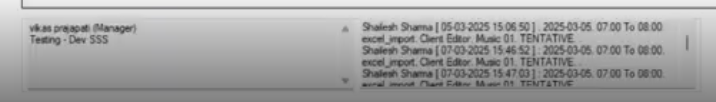 vikas prajapati (Manager)
Testing - Dev SSS
Shailesh Sharma [ 05-03-2025 15:06:50 ] : 2025-03-05. 07:00 To 08:00.
excel_import. Client Editor. Music 01. TENTATIVE. .
Shailesh Sharma [ 07-03-2025 15:46:52 ] : 2025-03-05. 07:00 To 08:00.
excel_import. Client Editor. Music 01. TENTATIVE. .
Shailesh Sharma [ 07-03-2025 15:47:03 ] : 2025-03-05. 07:00 To 08:00.
excel_import. Client Editor. Music 01. TENTATIVE. .